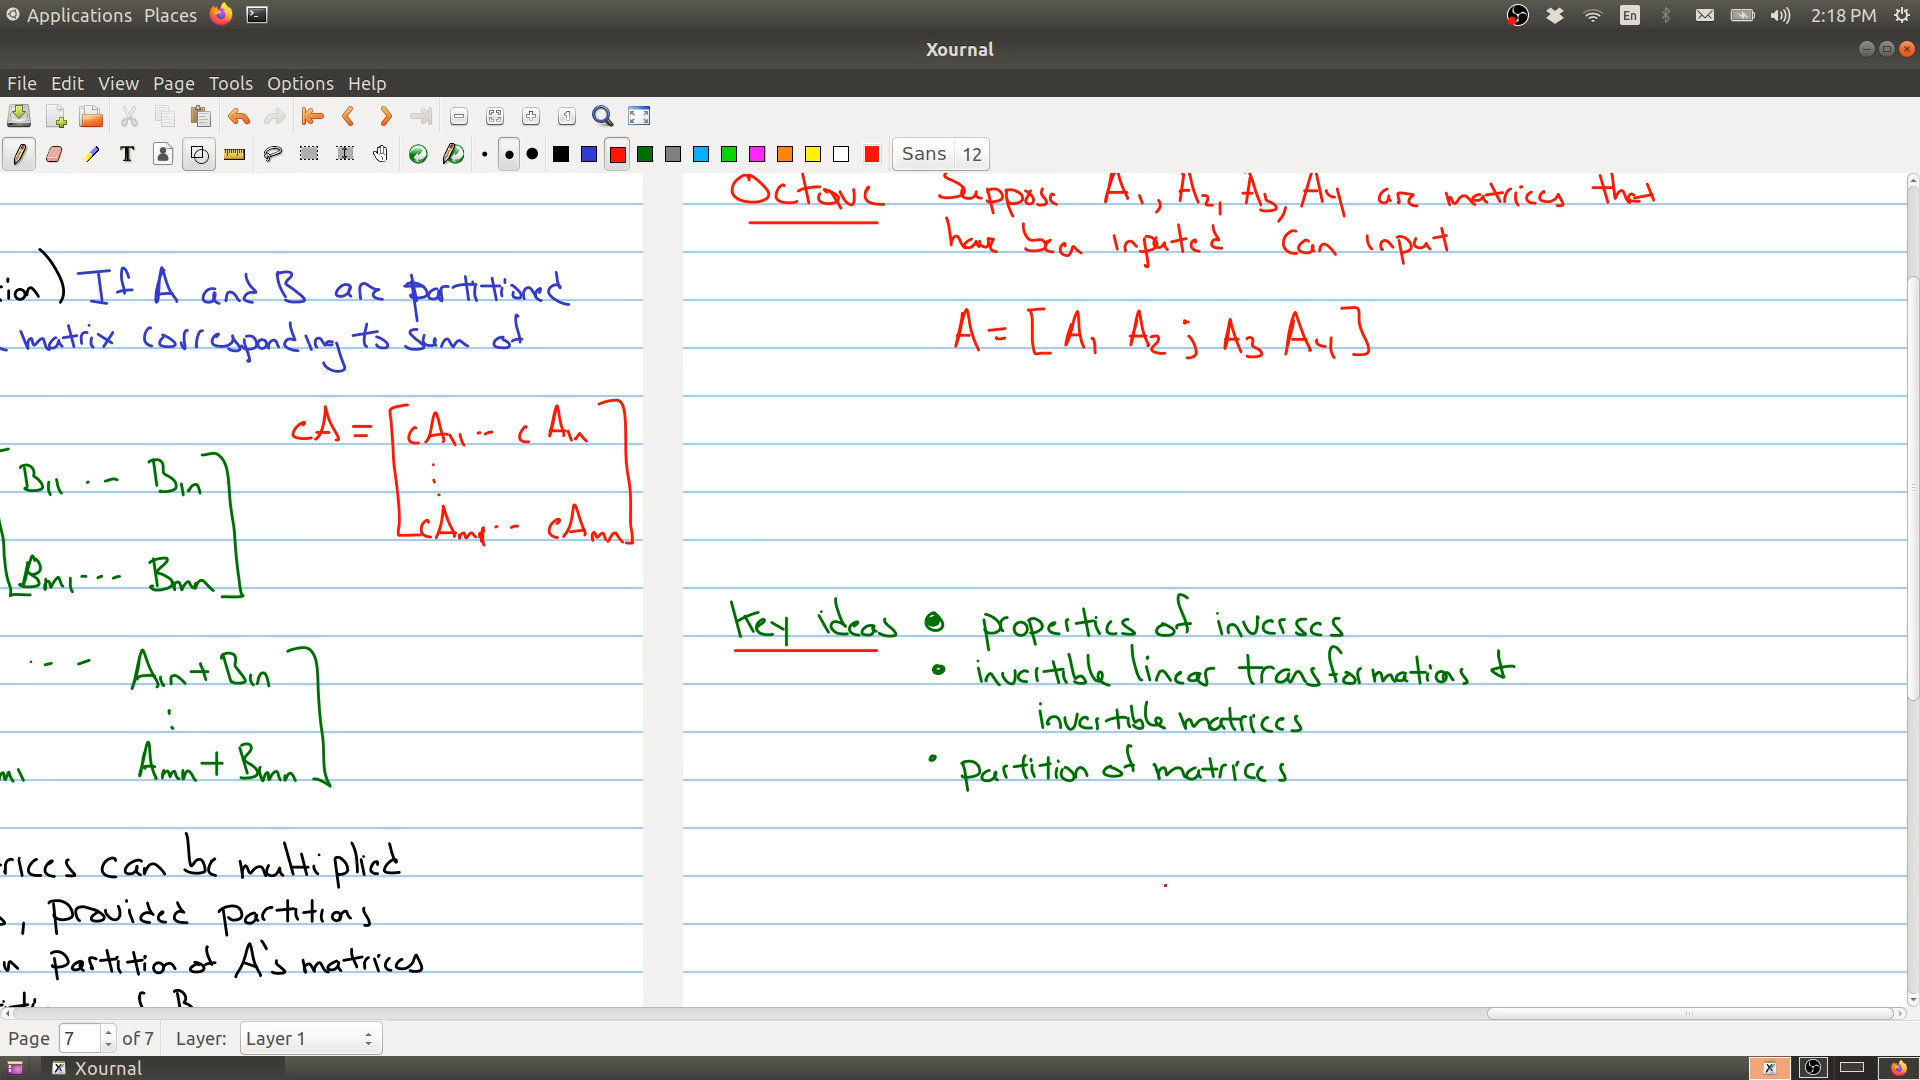 Applications Places En 2:18 PM
Xournal
File Edit View Page Tools Options Help
T Sans 12
ion) If A and B are partitioned
matrix corresponding to sum of
cA = [cA11 -- c A1n
⋮
cAm1 -- cAmn]
B11 -- B1n]
[Bm1 --- Bmn]
--- A1n + B1n]
⋮
m1 Amn + Bmn]
rices can be multiplied
s, provided partitions
n partition of A's matrices
of B
Octave Suppose A1, A2, A3, A4 are matrices that
have been inputed Can input
A = [A1 A2 ; A3 A4]
Key ideas • properties of inverses
• invertible linear transformations &
invertible matrices
• partition of matrices
Page 7 of 7 Layer: Layer 1
Xournal